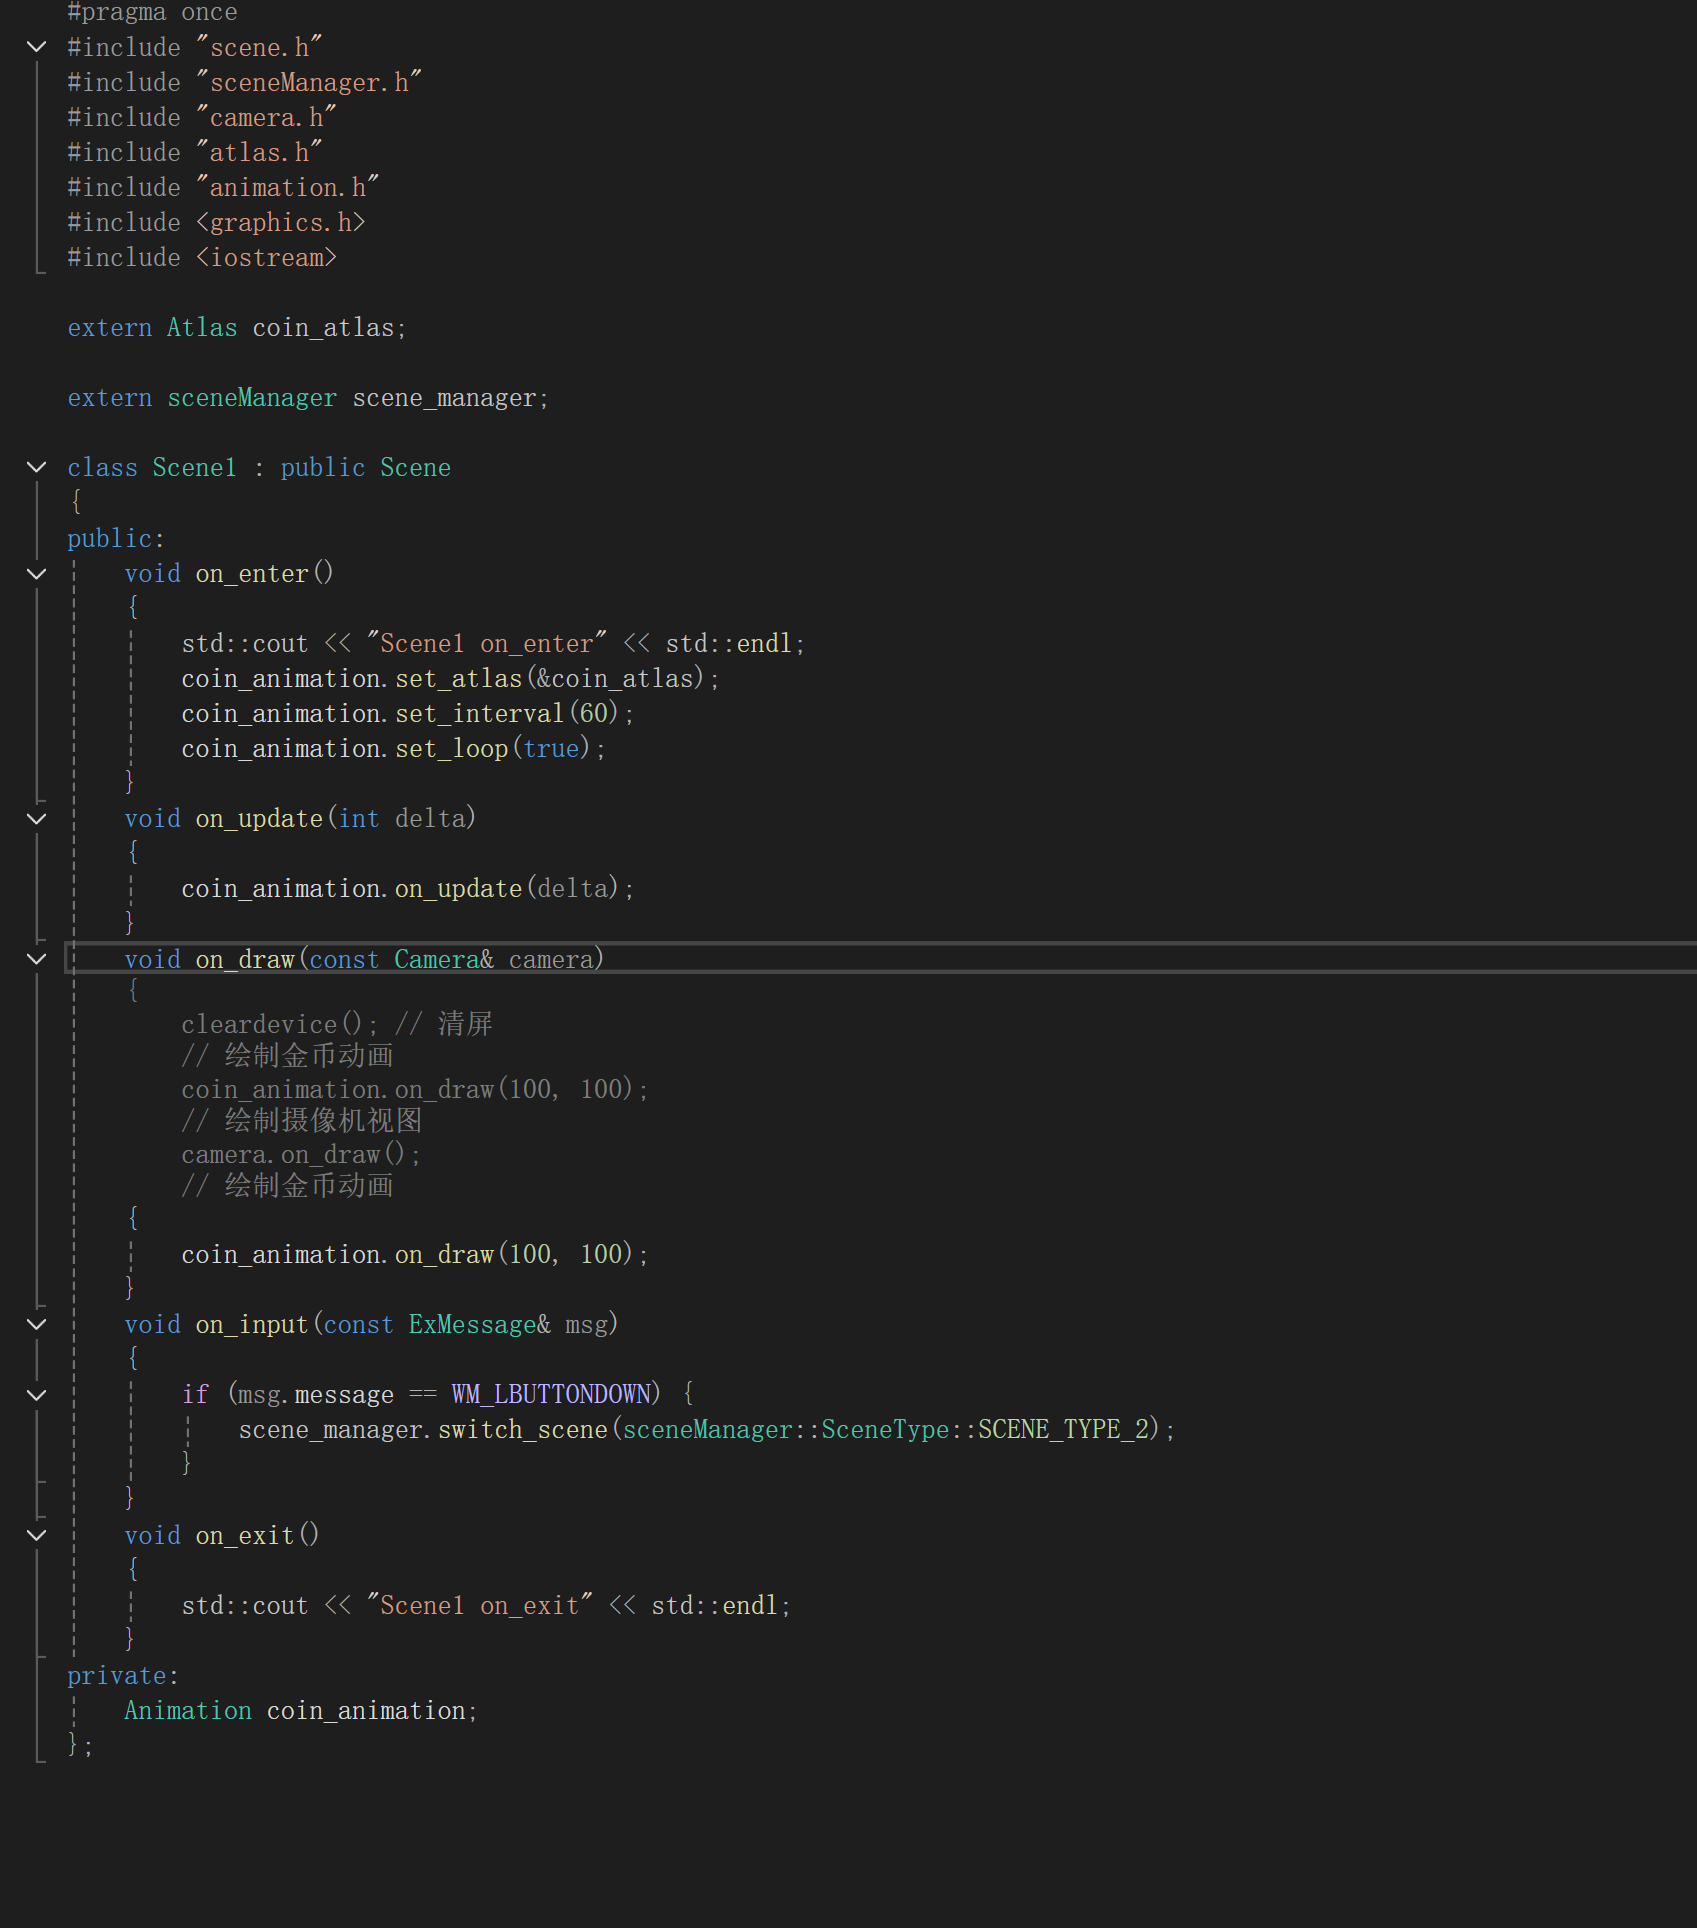 #pragma once
#include "scene.h"
#include "sceneManager.h"
#include "camera.h"
#include "atlas.h"
#include "animation.h"
#include <graphics.h>
#include <iostream>

extern Atlas coin_atlas;

extern sceneManager scene_manager;

class Scene1 : public Scene
{
public:
    void on_enter()
    {
        std::cout << "Scene1 on_enter" << std::endl;
        coin_animation.set_atlas(&coin_atlas);
        coin_animation.set_interval(60);
        coin_animation.set_loop(true);
    }
    void on_update(int delta)
    {
        coin_animation.on_update(delta);
    }
    void on_draw(const Camera& camera)
    {
        cleardevice(); // 清屏
        // 绘制金币动画
        coin_animation.on_draw(100, 100);
        // 绘制摄像机视图
        camera.on_draw();
        // 绘制金币动画
    {
        coin_animation.on_draw(100, 100);
    }
    void on_input(const ExMessage& msg)
    {
        if (msg.message == WM_LBUTTONDOWN) {
            scene_manager.switch_scene(sceneManager::SceneType::SCENE_TYPE_2);
        }
    }
    void on_exit()
    {
        std::cout << "Scene1 on_exit" << std::endl;
    }
private:
    Animation coin_animation;
};